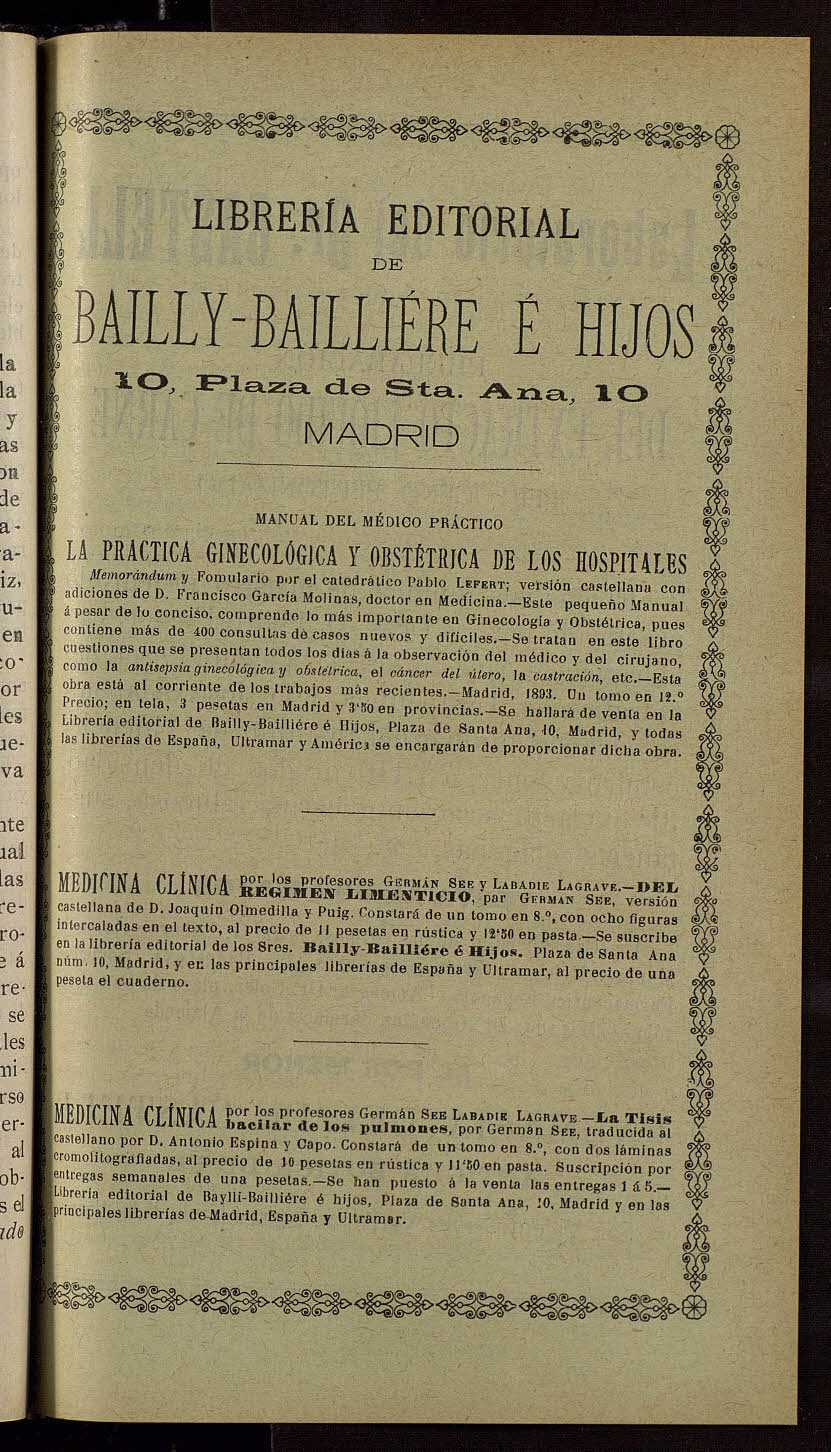 LIBRERÍA EDITORIAL
DE
BAILLY-BAILLIÉRE É HIJOS
10, Plaza de Sta. Ana, 10
MADRID
MANUAL DEL MÉDICO PRÁCTICO
LA PRACTICA GINECOLÓGICA Y OBSTÉTRICA DE LOS HOSPITALES
Memorándum y Fomulario por el catedrático Pablo LEFERT; versión castellana con
adiciones de D. Francisco García Molinas, doctor en Medicina.—Este pequeño Manual
á pesar de lo conciso, comprende lo más importante en Ginecología y Obstétrica, pues
contiene más de 400 consultas de casos nuevos y difíciles.—Se tratan en este libro
cuestiones que se presentan todos los días á la observación del médico y del cirujano,
como la antisepsia ginecológica y obstétrica, el cáncer del útero, la castración, etc.—Esta
obra está al corriente de los trabajos más recientes.—Madrid, 1893. Un tomo en 12.º
Precio; en tela, 3 pesetas en Madrid y 3'50 en provincias.—Se hallará de venta en la
Librería editorial de Bailly-Bailliére é Hijos, Plaza de Santa Ana, 10, Madrid, y todas
las librerías de España, Ultramar y América se encargarán de proporcionar dicha obra.
MEDICINA CLÍNICA por los profesores GERMÁN SEE Y LABADIE LAGRAVE.—DEL
REGIMEN LIMENTICIO, par GERMAN SEE, versión
castellana de D. Joaquín Olmedilla y Puig. Constará de un tomo en 8.º, con ocho figuras
intercaladas en el texto, al precio de 11 pesetas en rústica y 12'50 en pasta.—Se suscribe
en la librería editorial de los Sres. Bailly-Bailliére é Hijos. Plaza de Santa Ana
núm. 10, Madrid, y en las principales librerías de España y Ultramar, al precio de una
peseta el cuaderno.
MEDICINA CLÍNICA por los profesores Germán SEE LABADIE LAGRAVE—La Tisis
bacilar de los pulmones, por Germán SEE, traducida al
castellano por D. Antonio Espina y Capo. Constará de un tomo en 8.º, con dos láminas
cromolitografiadas, al precio de 10 pesetas en rústica y 11'50 en pasta. Suscripción por
entregas semanales de una pesetas.—Se han puesto á la venta las entregas 1 á 5.—
Librería editorial de Baylli-Bailliére é hijos, Plaza de Santa Ana, 10, Madrid y en las
principales librerías de Madrid, España y Ultramar.